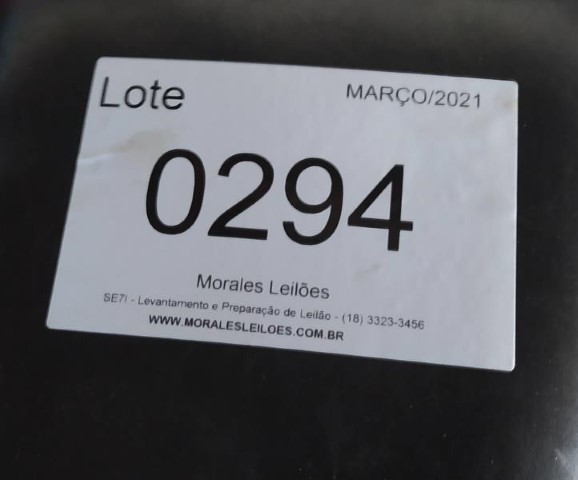 Lote MARÇO/2021
0294
Morales Leilões
SE7I - Levantamento e Preparação de Leilão - (18) 3323-3456
WWW.MORALESLEILOES.COM.BR